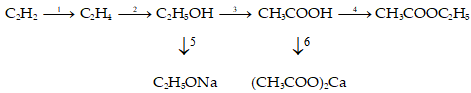 C₂H₂ —1→ C₂H₄ —2→ C₂H₅OH —3→ CH₃COOH —4→ CH₃COOC₂H₅
↓5 ↓6
C₂H₅ONa (CH₃COO)₂Ca